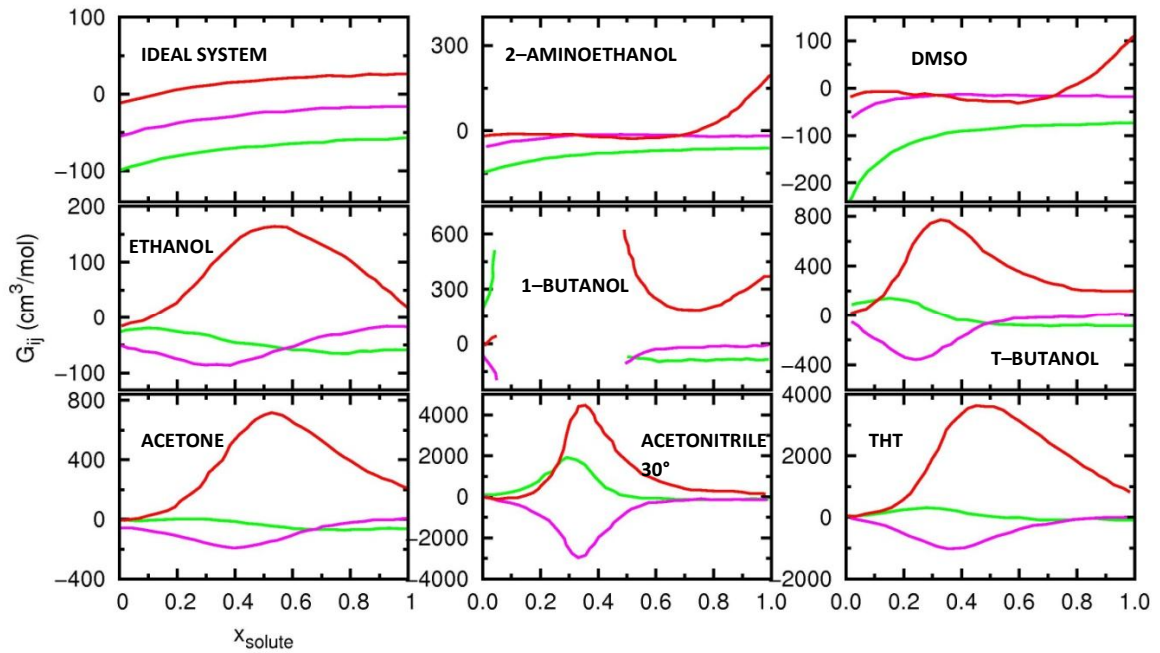 100
0
−100
IDEAL SYSTEM
300
0
2−AMINOETHANOL
100
0
−100
−200
DMSO
G_ij (cm³/mol)
200
100
0
−100
ETHANOL
600
300
0
1−BUTANOL
800
400
0
−400
T−BUTANOL
800
400
0
−400
ACETONE
4000
2000
0
−2000
−4000
ACETONITRILE
30°
4000
2000
0
−2000
THT
0 0.2 0.4 0.6 0.8 1
0.0 0.2 0.4 0.6 0.8 1.0
0.0 0.2 0.4 0.6 0.8 1.0
x_solute